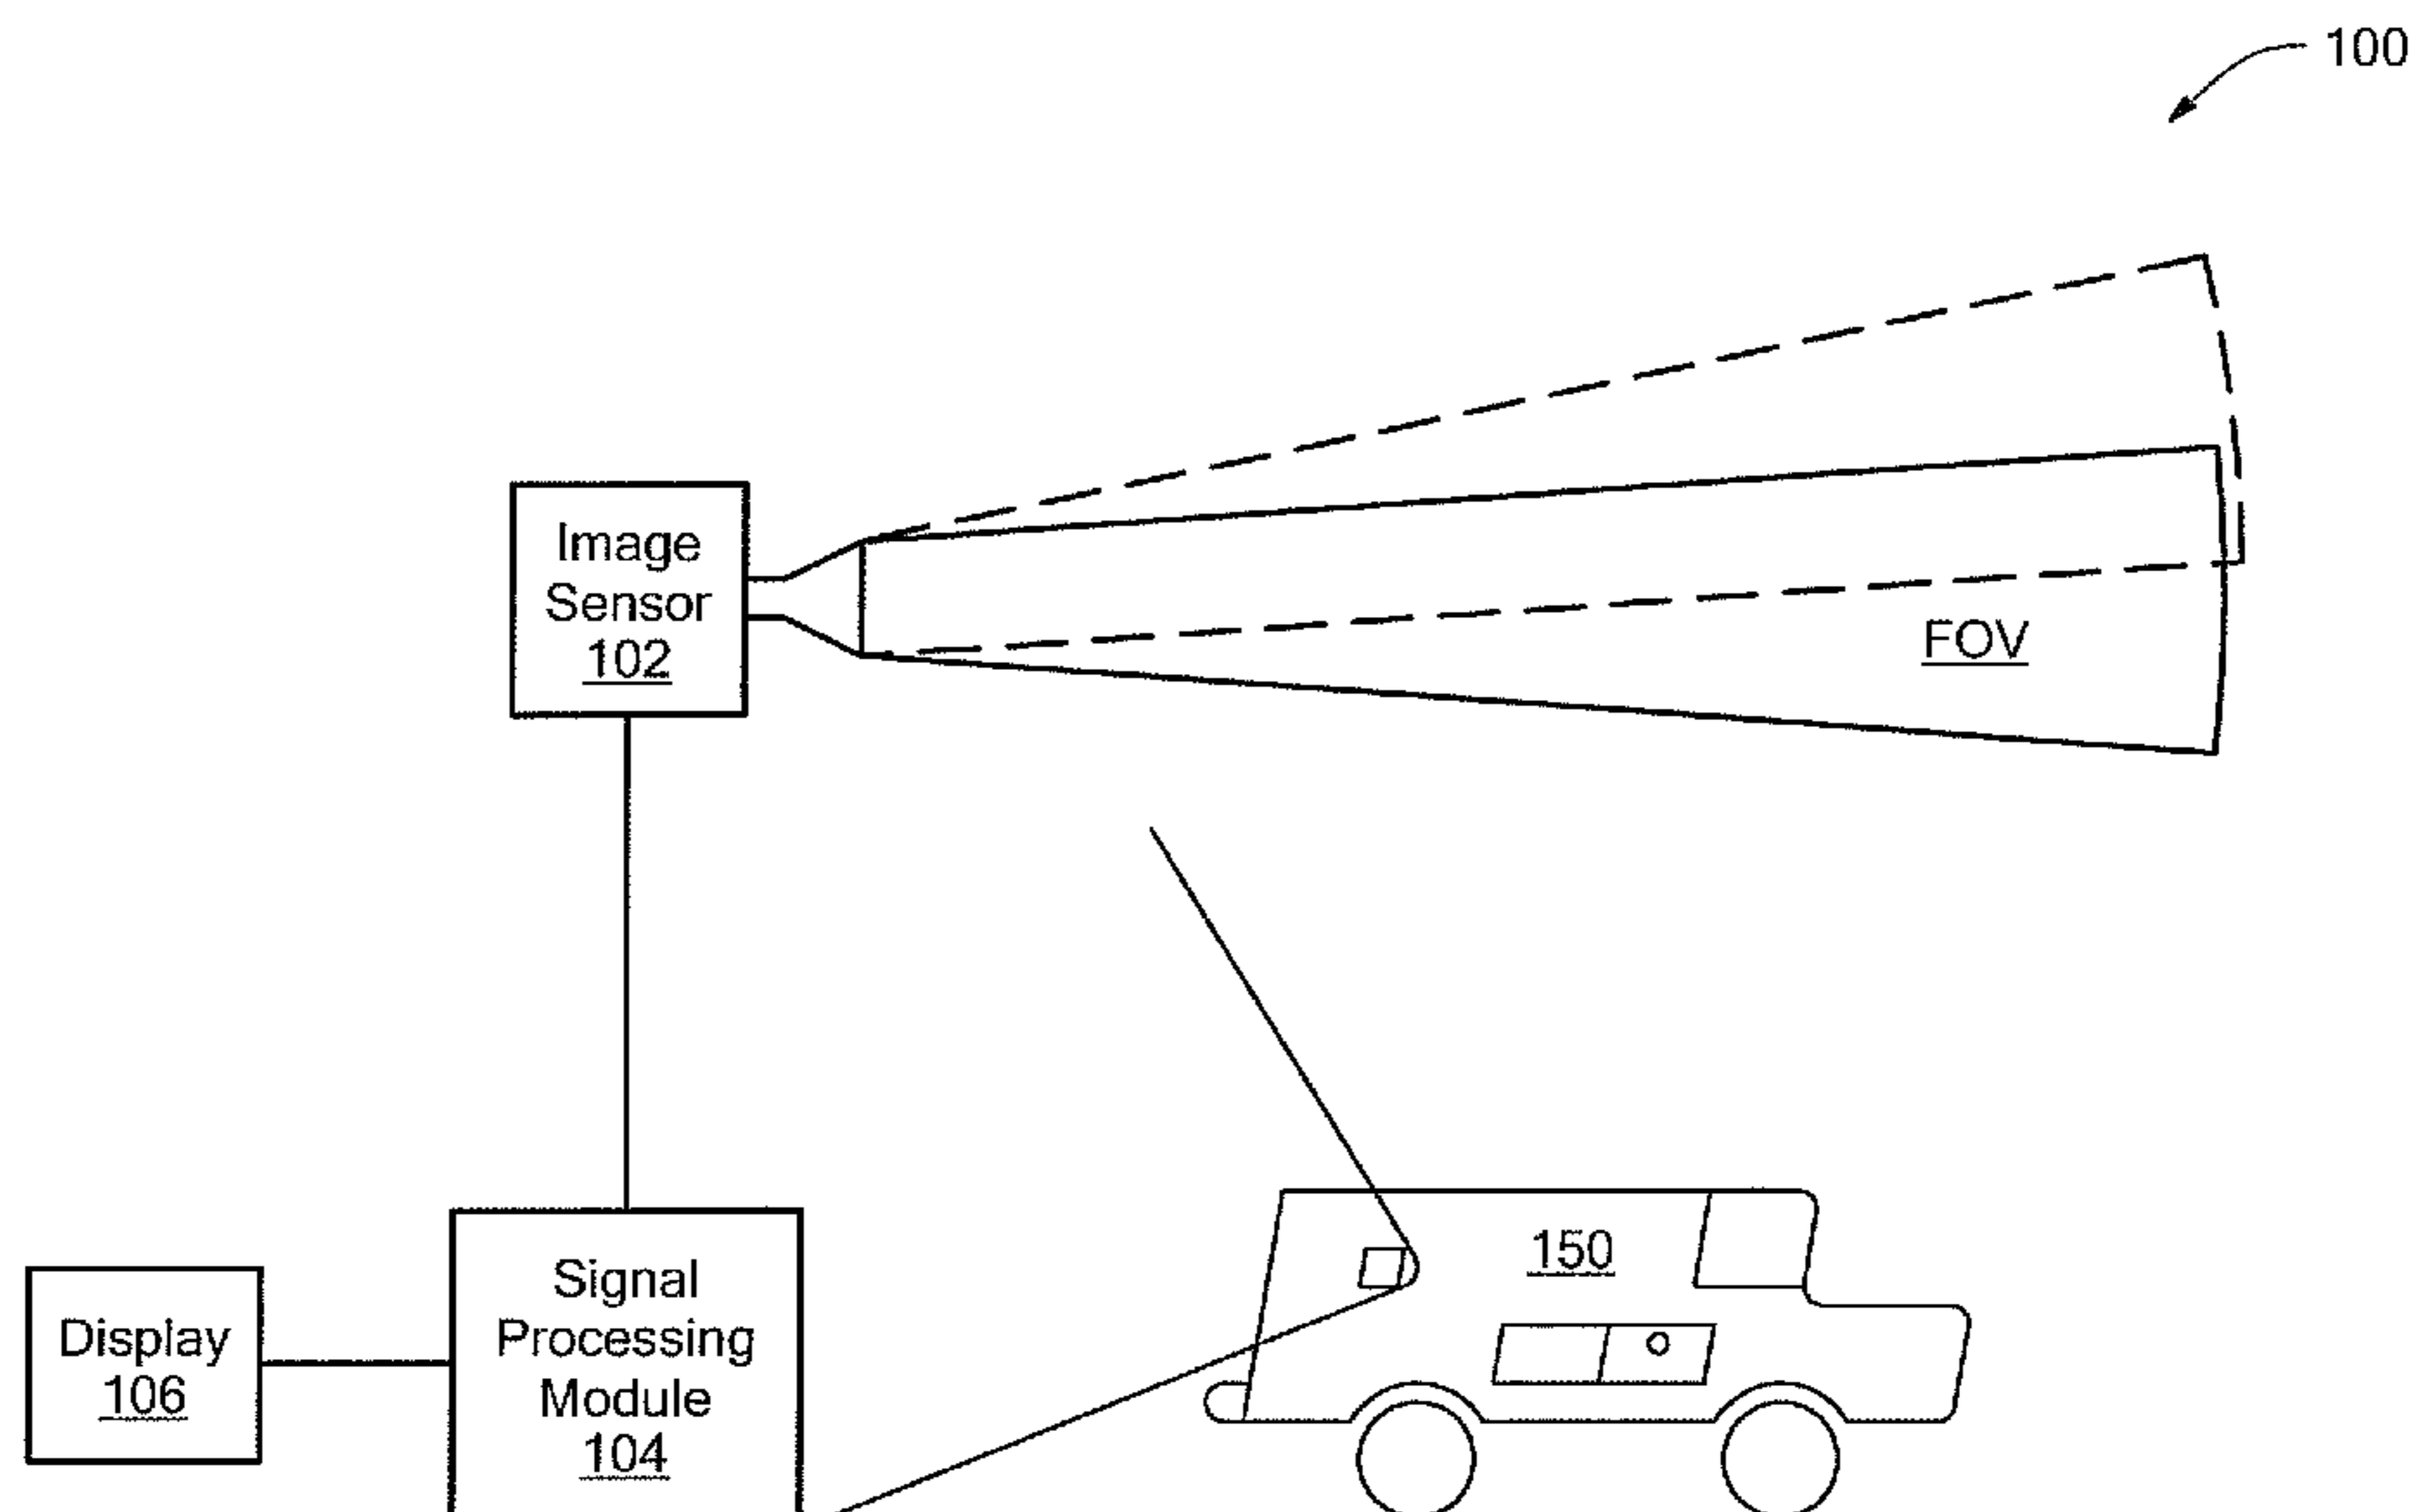 100
Image
Sensor
102
FOV
150
Signal
Processing
Module
104
Display
106